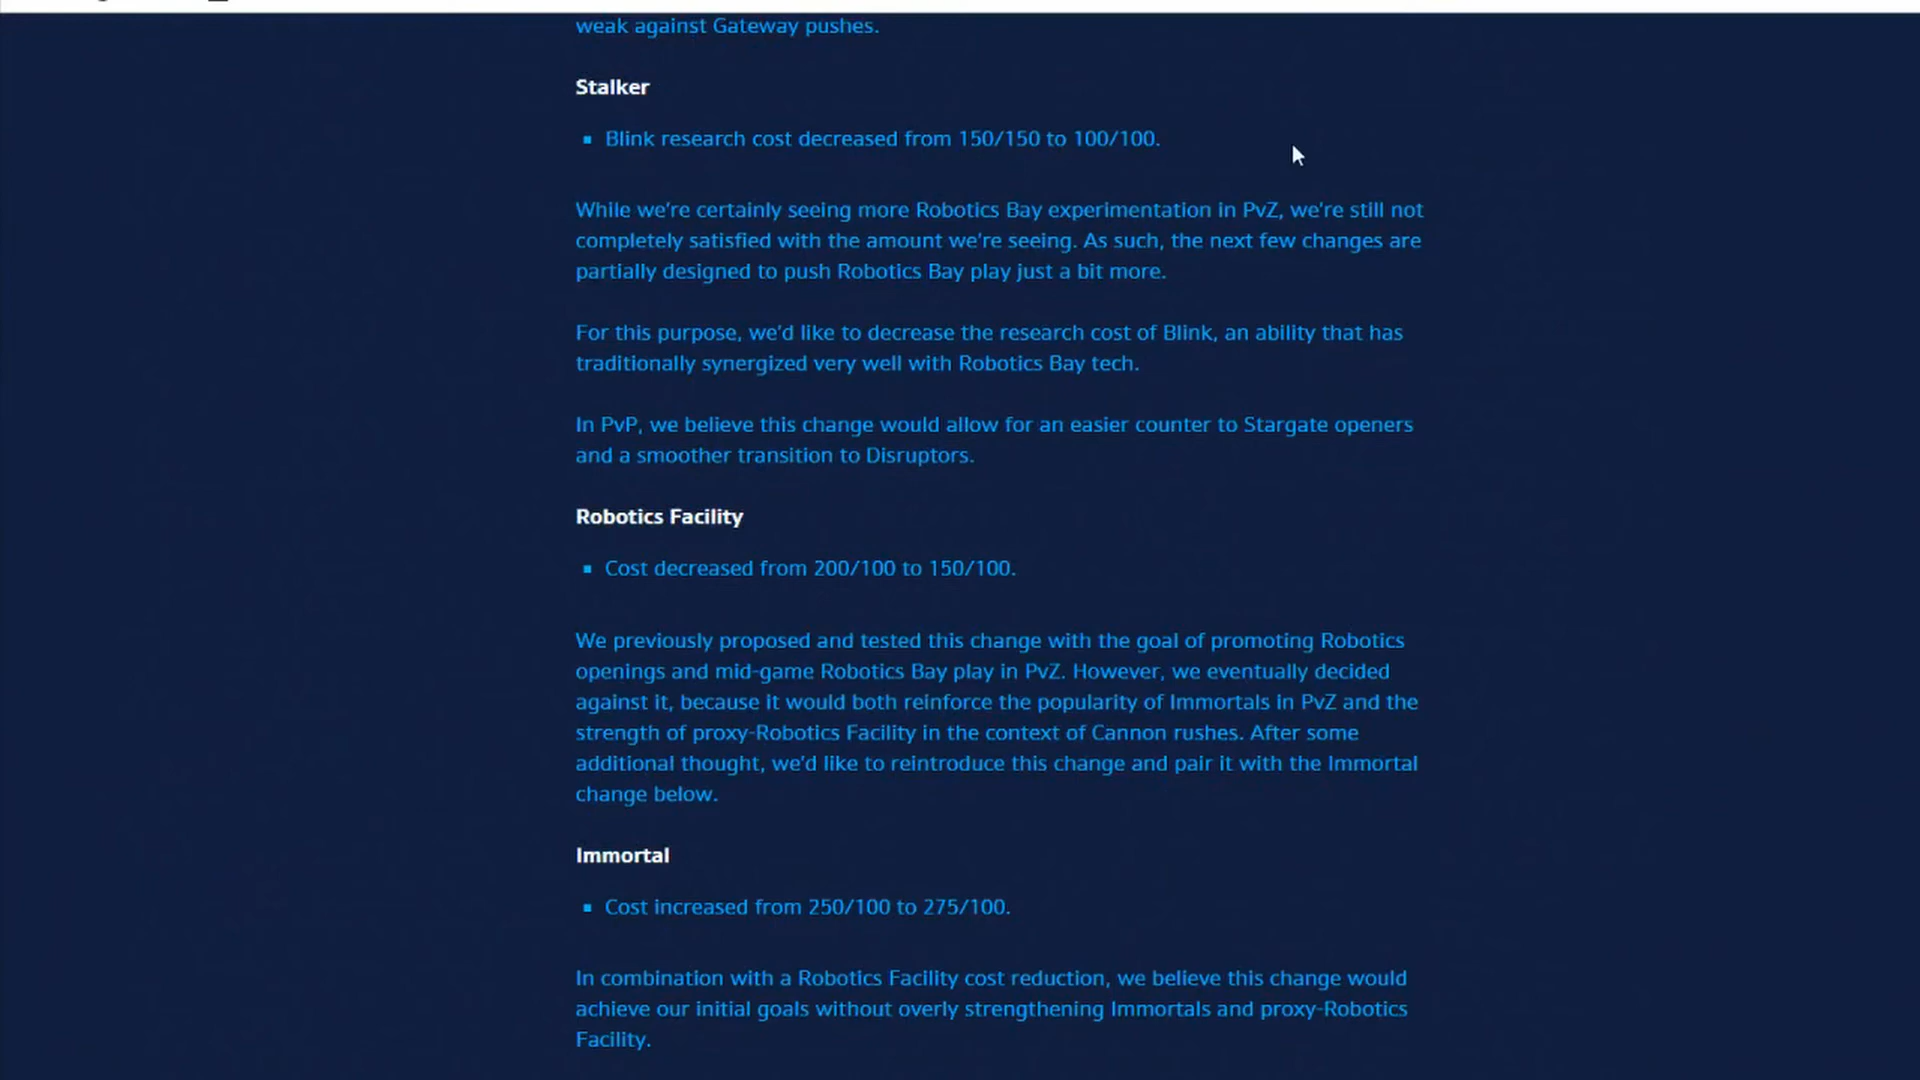 weak against Gateway pushes.
Stalker
▪ Blink research cost decreased from 150/150 to 100/100.
While we’re certainly seeing more Robotics Bay experimentation in PvZ, we’re still not
completely satisfied with the amount we’re seeing. As such, the next few changes are
partially designed to push Robotics Bay play just a bit more.
For this purpose, we’d like to decrease the research cost of Blink, an ability that has
traditionally synergized very well with Robotics Bay tech.
In PvP, we believe this change would allow for an easier counter to Stargate openers
and a smoother transition to Disruptors.
Robotics Facility
▪ Cost decreased from 200/100 to 150/100.
We previously proposed and tested this change with the goal of promoting Robotics
openings and mid-game Robotics Bay play in PvZ. However, we eventually decided
against it, because it would both reinforce the popularity of Immortals in PvZ and the
strength of proxy-Robotics Facility in the context of Cannon rushes. After some
additional thought, we’d like to reintroduce this change and pair it with the Immortal
change below.
Immortal
▪ Cost increased from 250/100 to 275/100.
In combination with a Robotics Facility cost reduction, we believe this change would
achieve our initial goals without overly strengthening Immortals and proxy-Robotics
Facility.